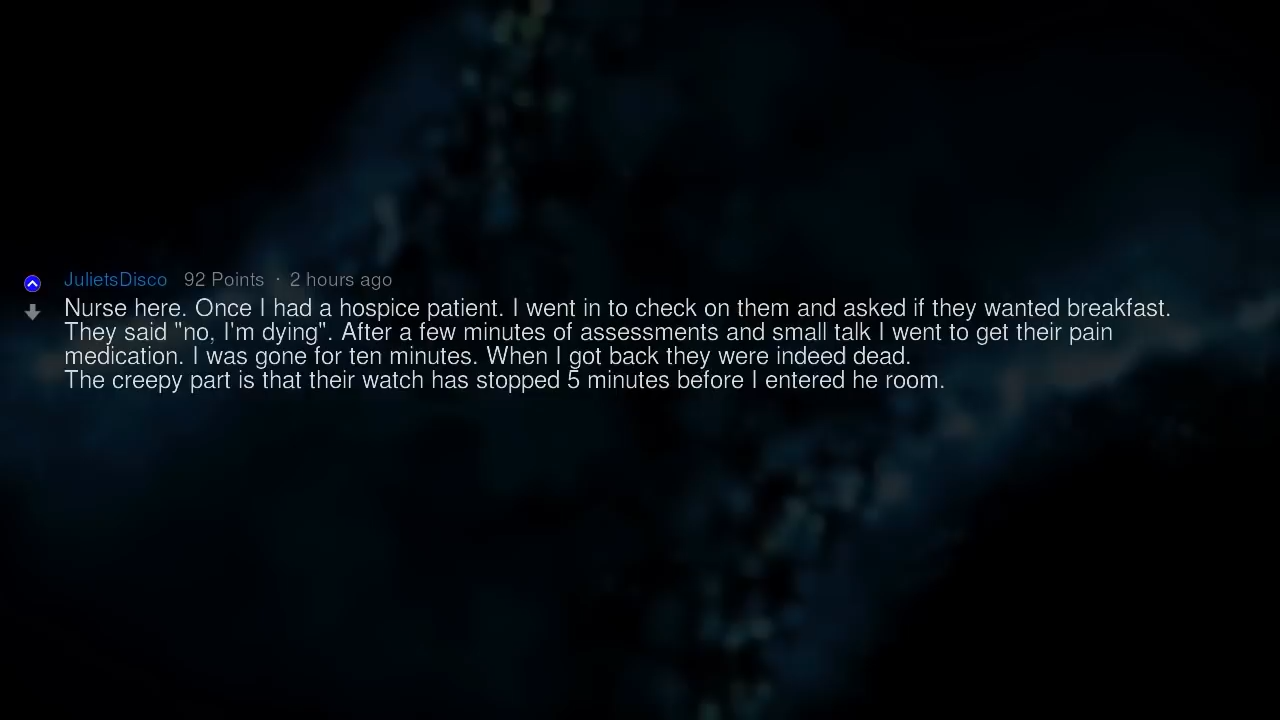 JulietsDisco 92 Points · 2 hours ago
Nurse here. Once I had a hospice patient. I went in to check on them and asked if they wanted breakfast.
They said "no, I'm dying". After a few minutes of assessments and small talk I went to get their pain
medication. I was gone for ten minutes. When I got back they were indeed dead.
The creepy part is that their watch has stopped 5 minutes before I entered he room.